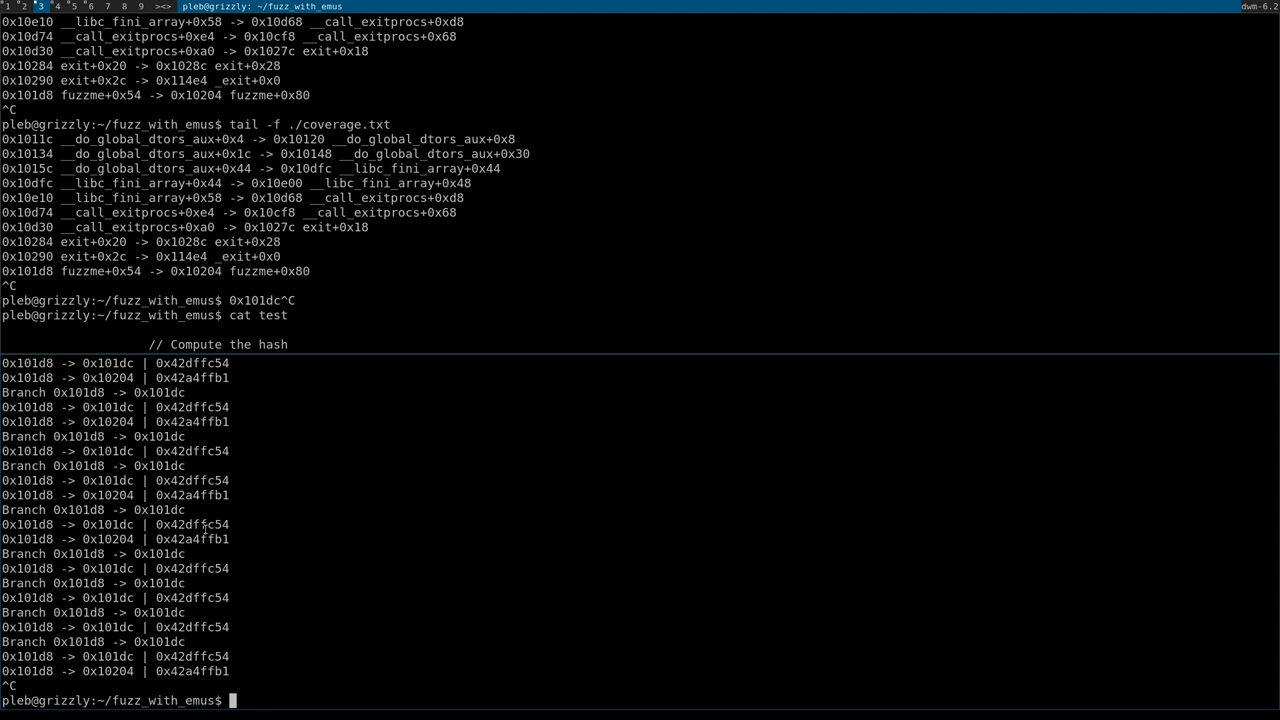 1 2 3 4 5 6 7 8 9 ><> pleb@grizzly: ~/fuzz_with_emus dwm-6.2
0x10e10 __libc_fini_array+0x58 -> 0x10d68 __call_exitprocs+0xd8
0x10d74 __call_exitprocs+0xe4 -> 0x10cf8 __call_exitprocs+0x68
0x10d30 __call_exitprocs+0xa0 -> 0x1027c exit+0x18
0x10284 exit+0x20 -> 0x1028c exit+0x28
0x10290 exit+0x2c -> 0x114e4 _exit+0x0
0x101d8 fuzzme+0x54 -> 0x10204 fuzzme+0x80
^C
pleb@grizzly:~/fuzz_with_emus$ tail -f ./coverage.txt
0x1011c __do_global_dtors_aux+0x4 -> 0x10120 __do_global_dtors_aux+0x8
0x10134 __do_global_dtors_aux+0x1c -> 0x10148 __do_global_dtors_aux+0x30
0x1015c __do_global_dtors_aux+0x44 -> 0x10dfc __libc_fini_array+0x44
0x10dfc __libc_fini_array+0x44 -> 0x10e00 __libc_fini_array+0x48
0x10e10 __libc_fini_array+0x58 -> 0x10d68 __call_exitprocs+0xd8
0x10d74 __call_exitprocs+0xe4 -> 0x10cf8 __call_exitprocs+0x68
0x10d30 __call_exitprocs+0xa0 -> 0x1027c exit+0x18
0x10284 exit+0x20 -> 0x1028c exit+0x28
0x10290 exit+0x2c -> 0x114e4 _exit+0x0
0x101d8 fuzzme+0x54 -> 0x10204 fuzzme+0x80
^C
pleb@grizzly:~/fuzz_with_emus$ 0x101dc^C
pleb@grizzly:~/fuzz_with_emus$ cat test
// Compute the hash
0x101d8 -> 0x101dc | 0x42dffc54
0x101d8 -> 0x10204 | 0x42a4ffb1
Branch 0x101d8 -> 0x101dc
0x101d8 -> 0x101dc | 0x42dffc54
0x101d8 -> 0x10204 | 0x42a4ffb1
Branch 0x101d8 -> 0x101dc
0x101d8 -> 0x101dc | 0x42dffc54
Branch 0x101d8 -> 0x101dc
0x101d8 -> 0x101dc | 0x42dffc54
0x101d8 -> 0x10204 | 0x42a4ffb1
Branch 0x101d8 -> 0x101dc
0x101d8 -> 0x101dc | 0x42dffc54
0x101d8 -> 0x10204 | 0x42a4ffb1
Branch 0x101d8 -> 0x101dc
0x101d8 -> 0x101dc | 0x42dffc54
Branch 0x101d8 -> 0x101dc
0x101d8 -> 0x101dc | 0x42dffc54
Branch 0x101d8 -> 0x101dc
0x101d8 -> 0x101dc | 0x42dffc54
Branch 0x101d8 -> 0x101dc
0x101d8 -> 0x101dc | 0x42dffc54
0x101d8 -> 0x10204 | 0x42a4ffb1
^C
pleb@grizzly:~/fuzz_with_emus$